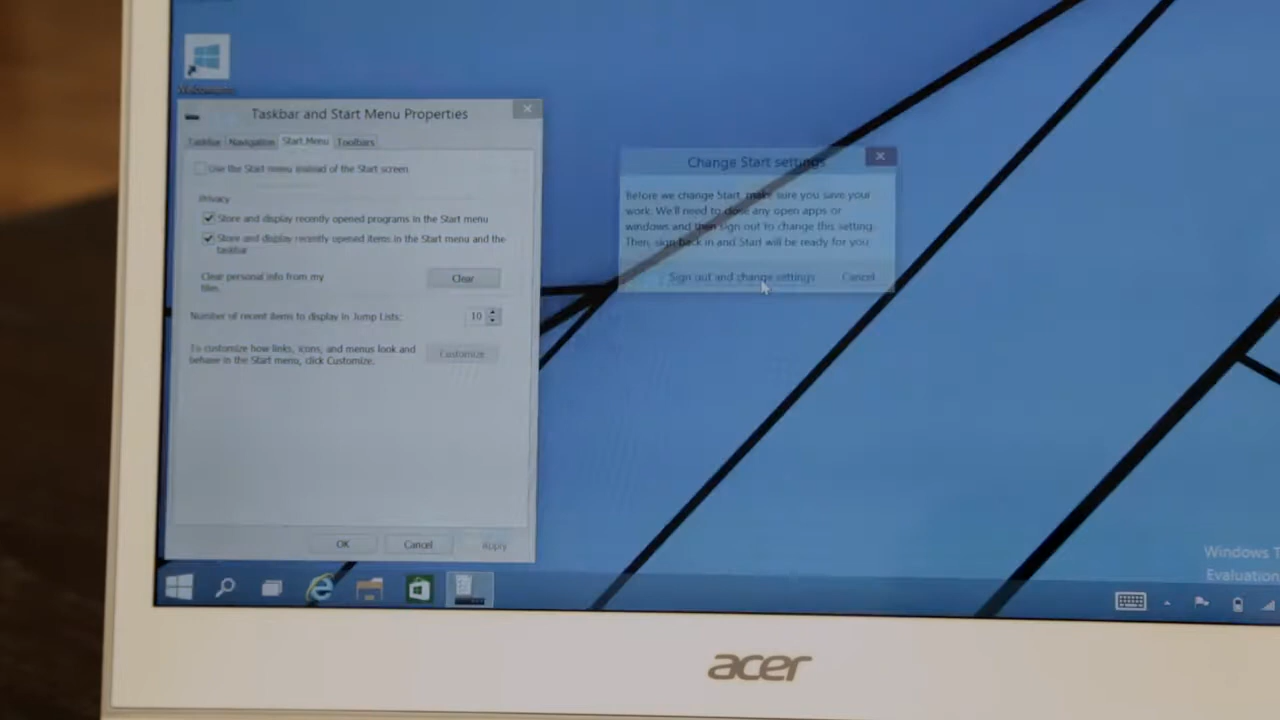 Welcome to
Taskbar and Start Menu Properties
Taskbar Navigation Start Menu Toolbars
Use the Start menu instead of the Start screen
Privacy
Store and display recently opened programs in the Start menu
Store and display recently opened items in the Start menu and the
taskbar
Clear personal info from my
tiles.
Clear
Number of recent items to display in Jump Lists:
10
To customize how links, icons, and menus look and
behave in the Start menu, click Customize.
Customize
OK
Cancel
Apply
Change Start settings
Before we change Start, make sure you save your
work. We'll need to close any open apps or
windows and then sign out to change this setting.
Then, sign back in and Start will be ready for you.
Sign out and change settings
Cancel
Windows T
Evaluation
acer